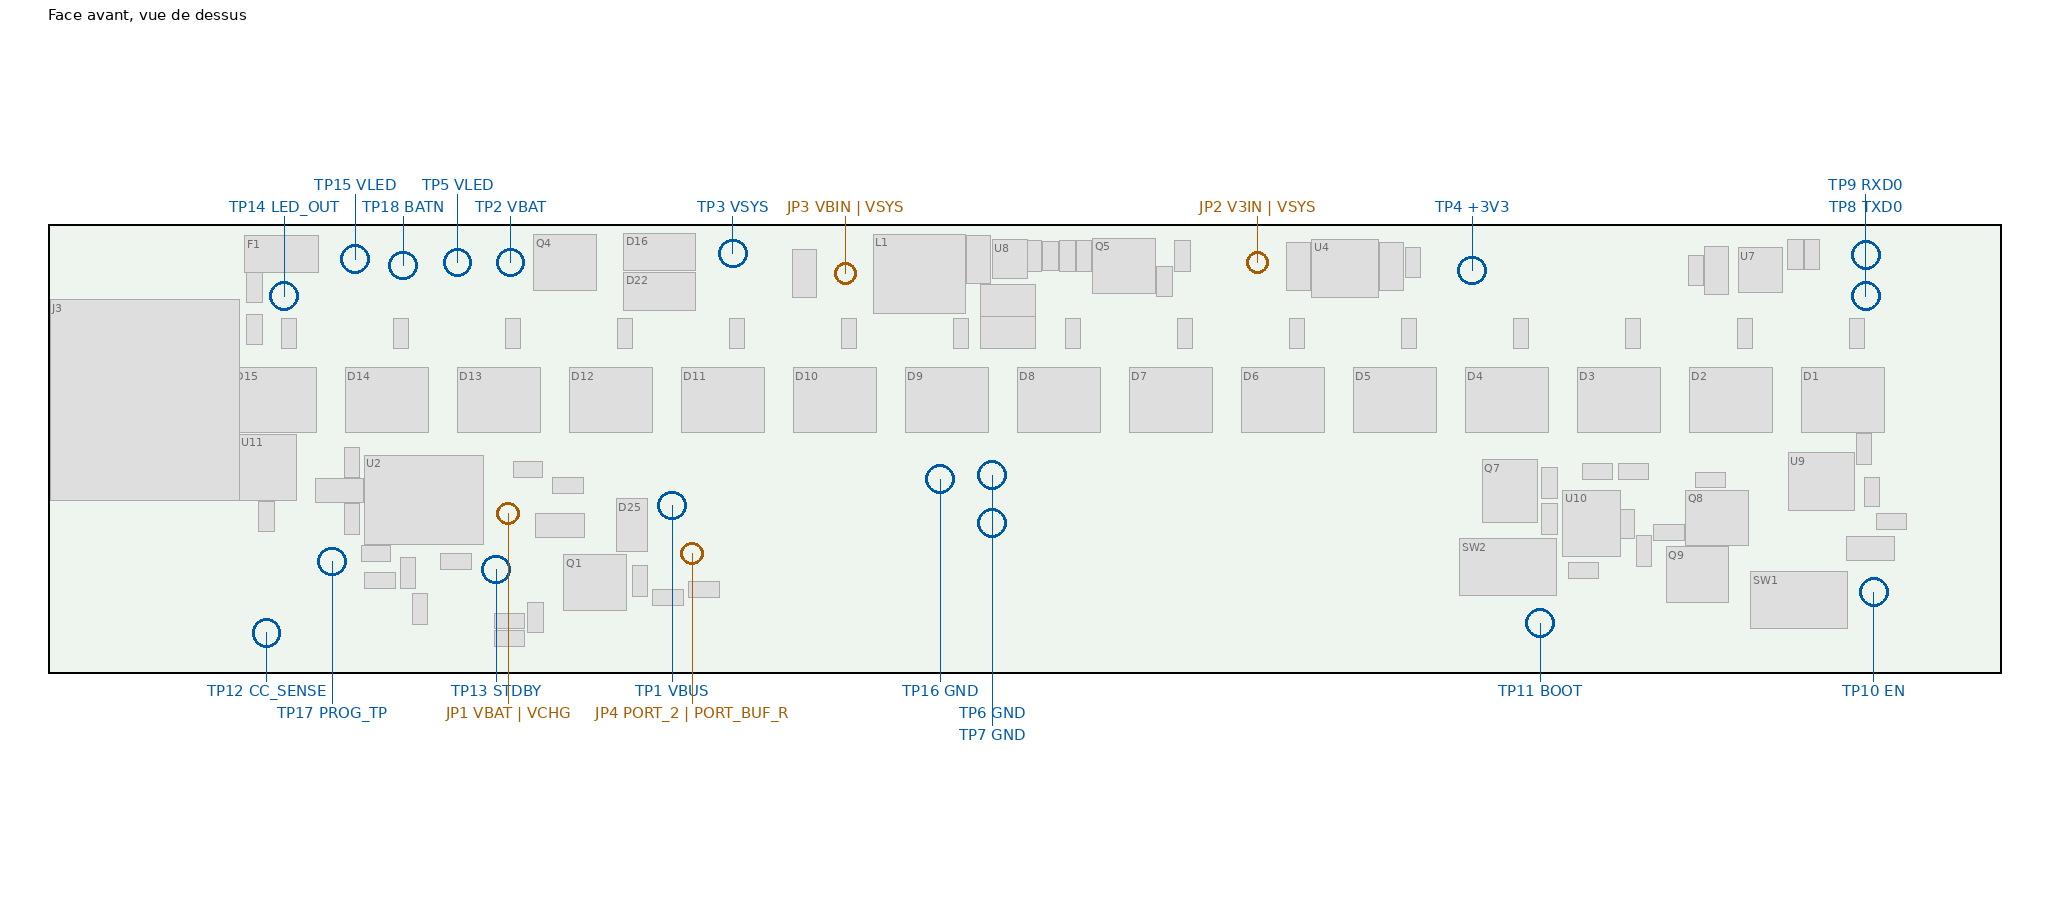 Face avant, vue de dessus
TP15 VLED TP5 VLED TP9 RXD0
TP14 LED_OUT TP18 BATN TP2 VBAT TP3 VSYS JP3 VBIN | VSYS JP2 V3IN | VSYS TP4 +3V3 TP8 TXD0
F1 Q4 D16 L1 U8 Q5 U4 U7
D22
J3
D15 D14 D13 D12 D11 D10 D9 D8 D7 D6 D5 D4 D3 D2 D1
U11 U2 Q7 U9
D25 U10 Q8
Q1 SW2 Q9 SW1
TP12 CC_SENSE TP13 STDBY TP1 VBUS TP16 GND TP11 BOOT TP10 EN
TP17 PROG_TP JP1 VBAT | VCHG JP4 PORT_2 | PORT_BUF_R TP6 GND
TP7 GND